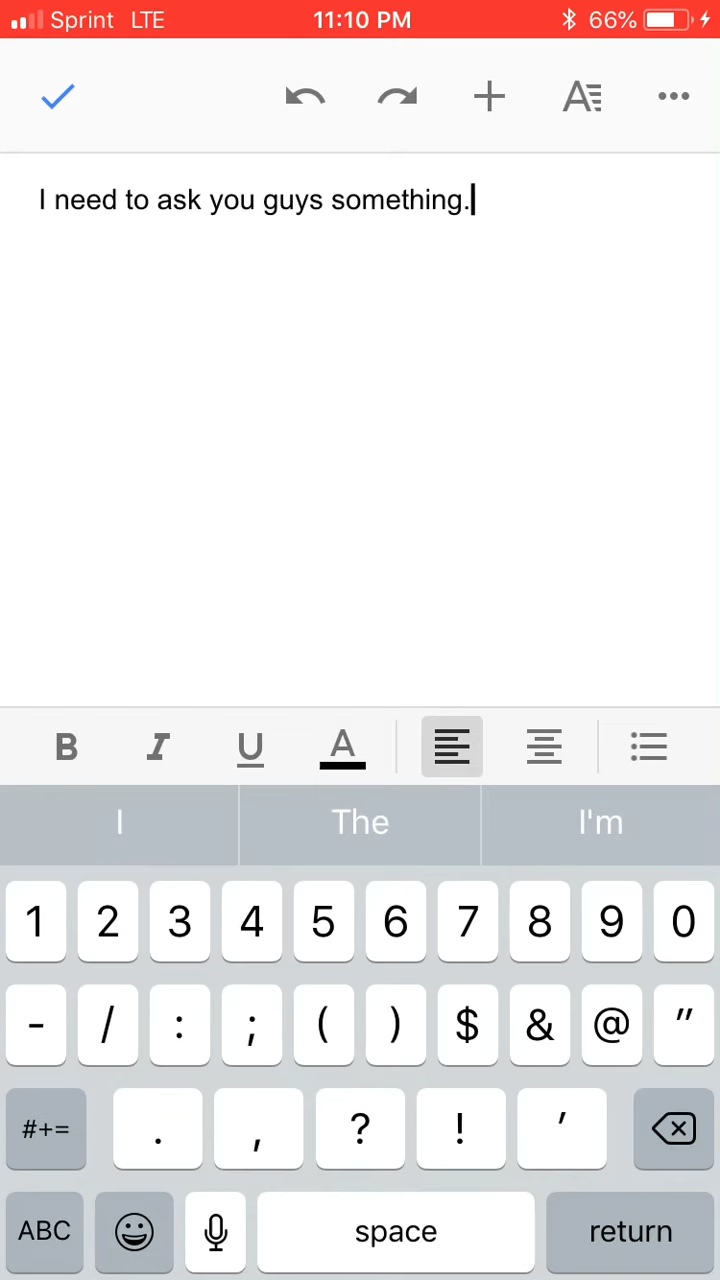 Sprint LTE 11:10 PM 66%
I need to ask you guys something.
B I U A
I The I'm
1 2 3 4 5 6 7 8 9 0
- / : ; ( ) $ & @ "
#+= . , ? ! '
ABC space return